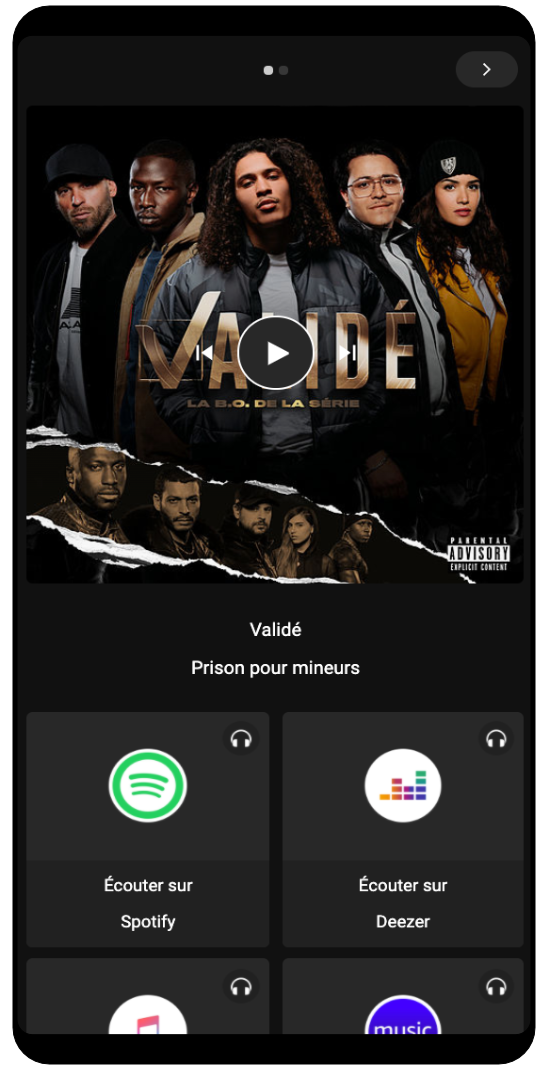 VALIDÉ
LA B.O. DE LA SÉRIE
PARENTAL
ADVISORY
EXPLICIT CONTENT
Validé
Prison pour mineurs
Écouter sur
Spotify
Écouter sur
Deezer
music